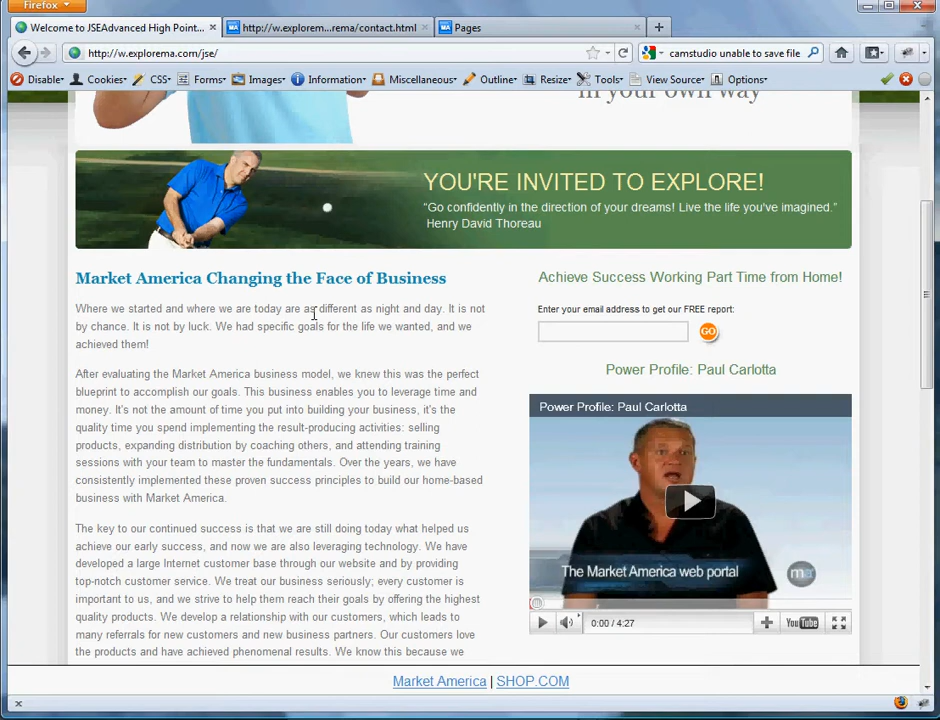 Firefox
Welcome to JSEAdvanced High Point...
http://w.explorem...rema/contact.html
Pages
http://w.explorema.com/jse/
camstudio unable to save file
Disable
Cookies
CSS
Forms
Images
Information
Miscellaneous
Outline
Resize
Tools
View Source
Options
in your own way
YOU'RE INVITED TO EXPLORE!
"Go confidently in the direction of your dreams! Live the life you've imagined."
Henry David Thoreau
Market America Changing the Face of Business
Where we started and where we are today are as different as night and day. It is not
by chance. It is not by luck. We had specific goals for the life we wanted, and we
achieved them!
After evaluating the Market America business model, we knew this was the perfect
blueprint to accomplish our goals. This business enables you to leverage time and
money. It's not the amount of time you put into building your business, it's the
quality time you spend implementing the result-producing activities: selling
products, expanding distribution by coaching others, and attending training
sessions with your team to master the fundamentals. Over the years, we have
consistently implemented these proven success principles to build our home-based
business with Market America.
The key to our continued success is that we are still doing today what helped us
achieve our early success, and now we are also leveraging technology. We have
developed a large Internet customer base through our website and by providing
top-notch customer service. We treat our business seriously; every customer is
important to us, and we strive to help them reach their goals by offering the highest
quality products. We develop a relationship with our customers, which leads to
many referrals for new customers and new business partners. Our customers love
the products and have achieved phenomenal results. We know this because we
Achieve Success Working Part Time from Home!
Enter your email address to get our FREE report:
GO
Power Profile: Paul Carlotta
Power Profile: Paul Carlotta
The Market America web portal
ma
0:00 / 4:27
YouTube
Market America | SHOP.COM